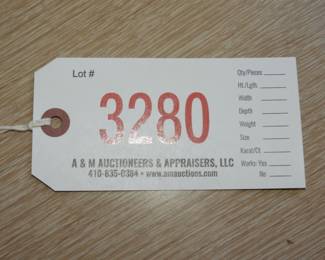 Lot #
3280
A & M AUCTIONEERS & APPRAISERS, LLC
410-835-0384 • www.amauctions.com
Qty/Pieces
Ht./Lgth.
Width
Depth
Weight
Size
Karat/Ct.
Works: Yes
No